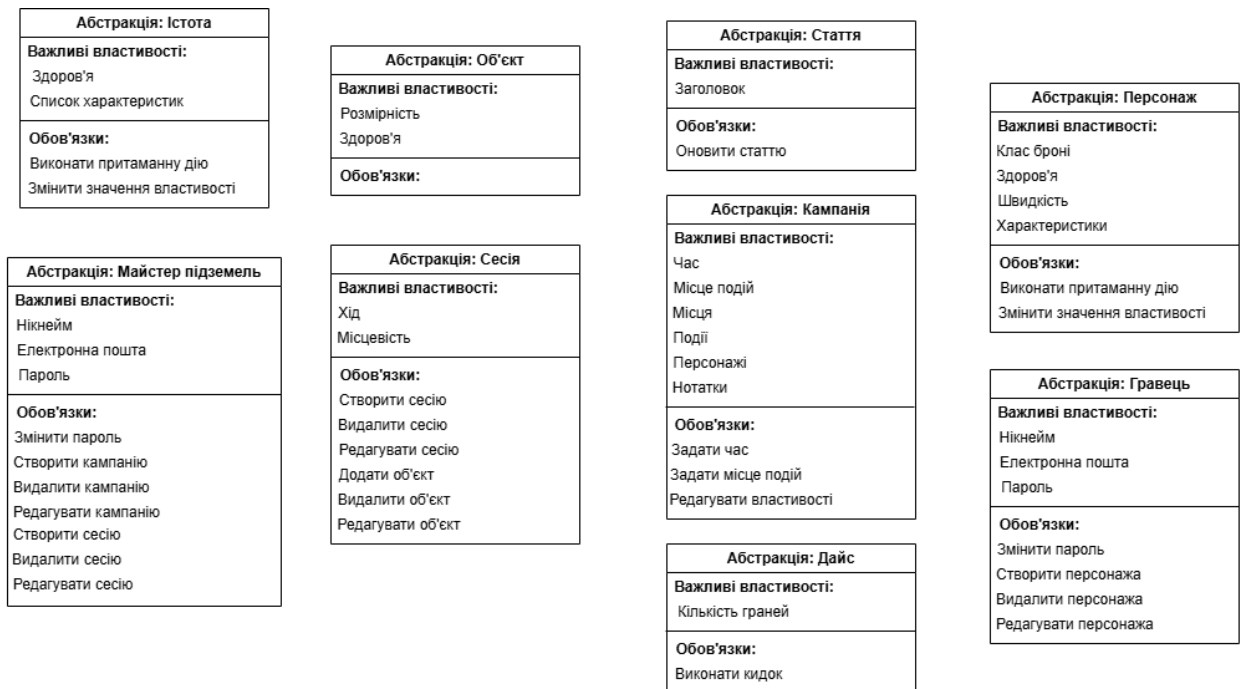 Абстракція: Істота
Важливі властивості:
Здоров'я
Список характеристик
Обов'язки:
Виконати притаманну дію
Змінити значення властивості
Абстракція: Майстер підземель
Важливі властивості:
Нікнейм
Електронна пошта
Пароль
Обов'язки:
Змінити пароль
Створити кампанію
Видалити кампанію
Редагувати кампанію
Створити сесію
Видалити сесію
Редагувати сесію
Абстракція: Об'єкт
Важливі властивості:
Розмірність
Здоров'я
Обов'язки:
Абстракція: Сесія
Важливі властивості:
Хід
Місцевість
Обов'язки:
Створити сесію
Видалити сесію
Редагувати сесію
Додати об'єкт
Видалити об'єкт
Редагувати об'єкт
Абстракція: Стаття
Важливі властивості:
Заголовок
Обов'язки:
Оновити статтю
Абстракція: Кампанія
Важливі властивості:
Час
Місце подій
Місця
Події
Персонажі
Нотатки
Обов'язки:
Задати час
Задати місце подій
Редагувати властивості
Абстракція: Дайс
Важливі властивості:
Кількість граней
Обов'язки:
Виконати кидок
Абстракція: Персонаж
Важливі властивості:
Клас броні
Здоров'я
Швидкість
Характеристики
Обов'язки:
Виконати притаманну дію
Змінити значення властивості
Абстракція: Гравець
Важливі властивості:
Нікнейм
Електронна пошта
Пароль
Обов'язки:
Змінити пароль
Створити персонажа
Видалити персонажа
Редагувати персонажа